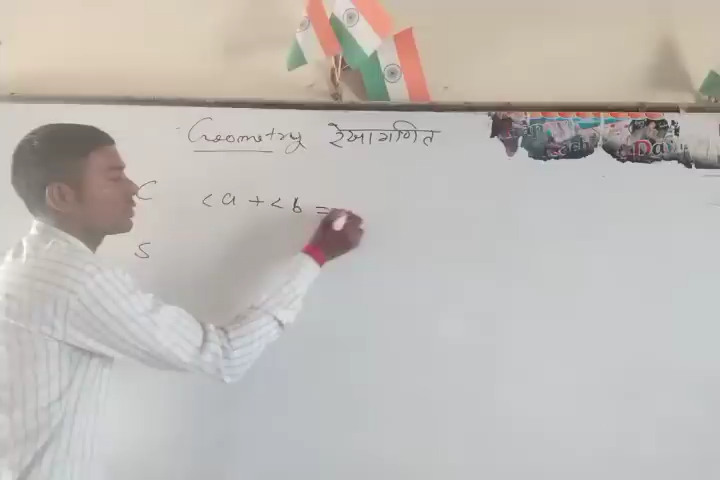 Geometry रेखागणित
C <a + <b =
S